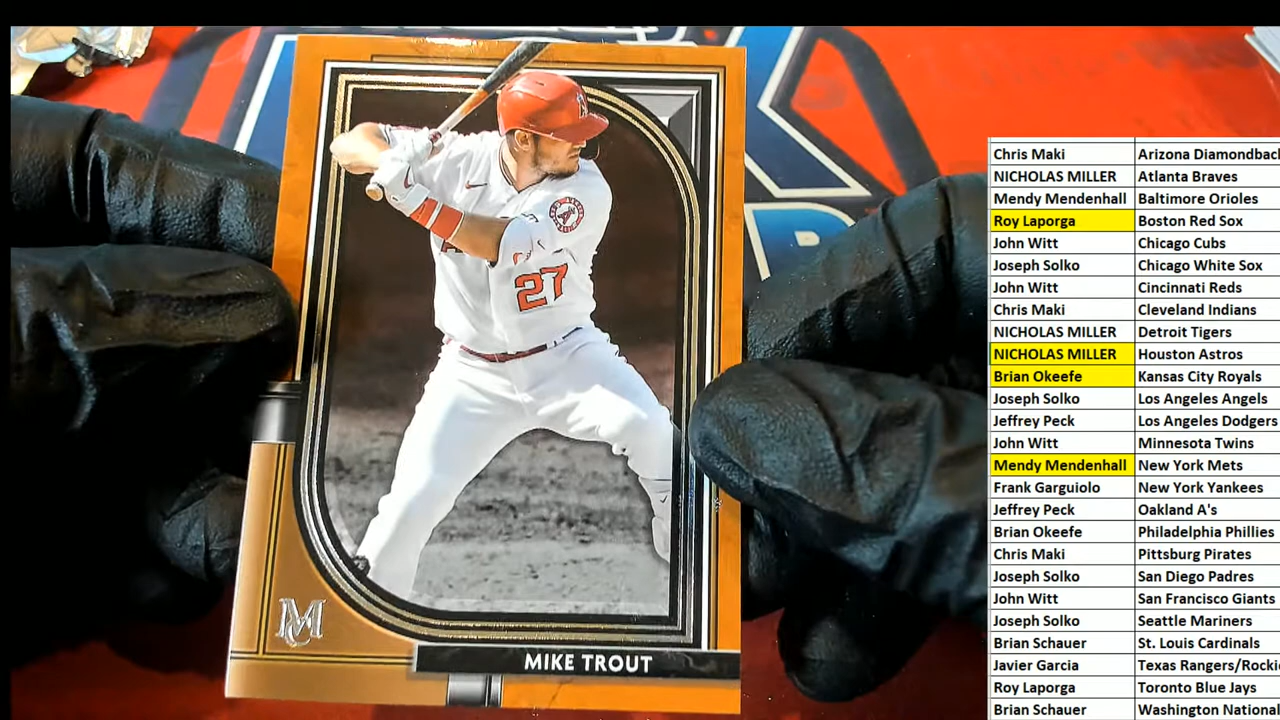 27
MIKE TROUT
Chris Maki Arizona Diamondback
NICHOLAS MILLER Atlanta Braves
Mendy Mendenhall Baltimore Orioles
Roy Laporga Boston Red Sox
John Witt Chicago Cubs
Joseph Solko Chicago White Sox
John Witt Cincinnati Reds
Chris Maki Cleveland Indians
NICHOLAS MILLER Detroit Tigers
NICHOLAS MILLER Houston Astros
Brian Okeefe Kansas City Royals
Joseph Solko Los Angeles Angels
Jeffrey Peck Los Angeles Dodgers
John Witt Minnesota Twins
Mendy Mendenhall New York Mets
Frank Garguiolo New York Yankees
Jeffrey Peck Oakland A's
Brian Okeefe Philadelphia Phillies
Chris Maki Pittsburg Pirates
Joseph Solko San Diego Padres
John Witt San Francisco Giants
Joseph Solko Seattle Mariners
Brian Schauer St. Louis Cardinals
Javier Garcia Texas Rangers/Rockie
Roy Laporga Toronto Blue Jays
Brian Schauer Washington National